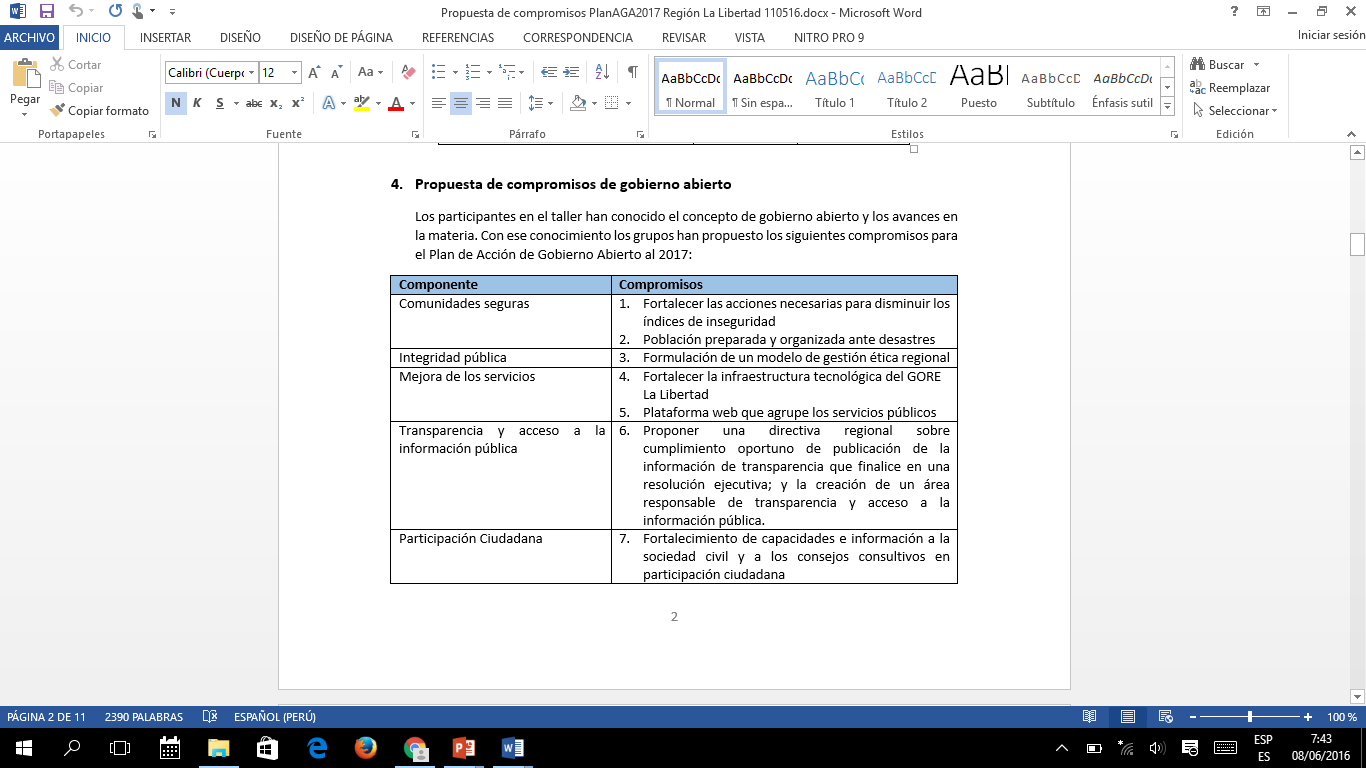 Propuesta de compromisos PlanAGA2017 Región La Libertad 110516.docx - Microsoft Word
ARCHIVO INICIO INSERTAR DISEÑO DISEÑO DE PÁGINA REFERENCIAS CORRESPONDENCIA REVISAR VISTA NITRO PRO 9 Iniciar sesión
Pegar
Cortar
Copiar
Copiar formato
Portapapeles
Calibri (Cuerpo 12
N K S abc x₂ x²
Fuente
Párrafo
AaBbCcDc AaBbCcDc AaBbCc AaBbCcD AaBl AaBbCcD AaBbCcDc
¶ Normal ¶ Sin espa... Título 1 Título 2 Puesto Subtítulo Énfasis sutil
Estilos
Buscar
Reemplazar
Seleccionar
Edición
4. Propuesta de compromisos de gobierno abierto
Los participantes en el taller han conocido el concepto de gobierno abierto y los avances en
la materia. Con ese conocimiento los grupos han propuesto los siguientes compromisos para
el Plan de Acción de Gobierno Abierto al 2017:
Componente Compromisos
Comunidades seguras 1. Fortalecer las acciones necesarias para disminuir los
índices de inseguridad
2. Población preparada y organizada ante desastres
Integridad pública 3. Formulación de un modelo de gestión ética regional
Mejora de los servicios 4. Fortalecer la infraestructura tecnológica del GORE
La Libertad
5. Plataforma web que agrupe los servicios públicos
Transparencia y acceso a la
información pública
6. Proponer una directiva regional sobre
cumplimiento oportuno de publicación de la
información de transparencia que finalice en una
resolución ejecutiva; y la creación de un área
responsable de transparencia y acceso a la
información pública.
Participación Ciudadana 7. Fortalecimiento de capacidades e información a la
sociedad civil y a los consejos consultivos en
participación ciudadana
2
PÁGINA 2 DE 11 2390 PALABRAS ESPAÑOL (PERÚ) 100 %
ESP
ES
7:43
08/06/2016